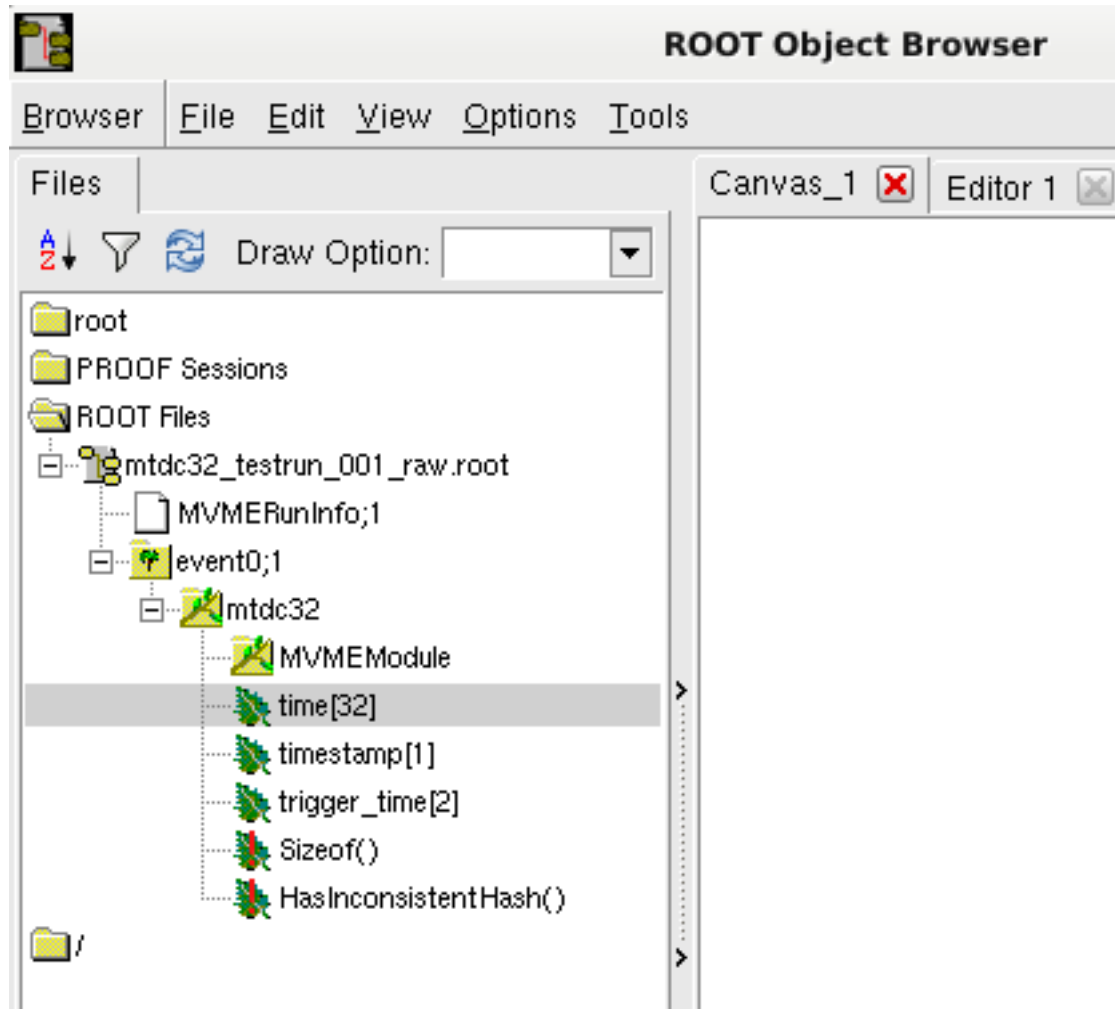 ROOT Object Browser
Browser File Edit View Options Tools
Files
Canvas_1 Editor 1
A
Z
Draw Option:
root
PROOF Sessions
ROOT Files
mtdc32_testrun_001_raw.root
MVMERunInfo;1
event0;1
mtdc32
MVMEModule
time[32]
timestamp[1]
trigger_time[2]
Sizeof()
HasInconsistentHash()
/